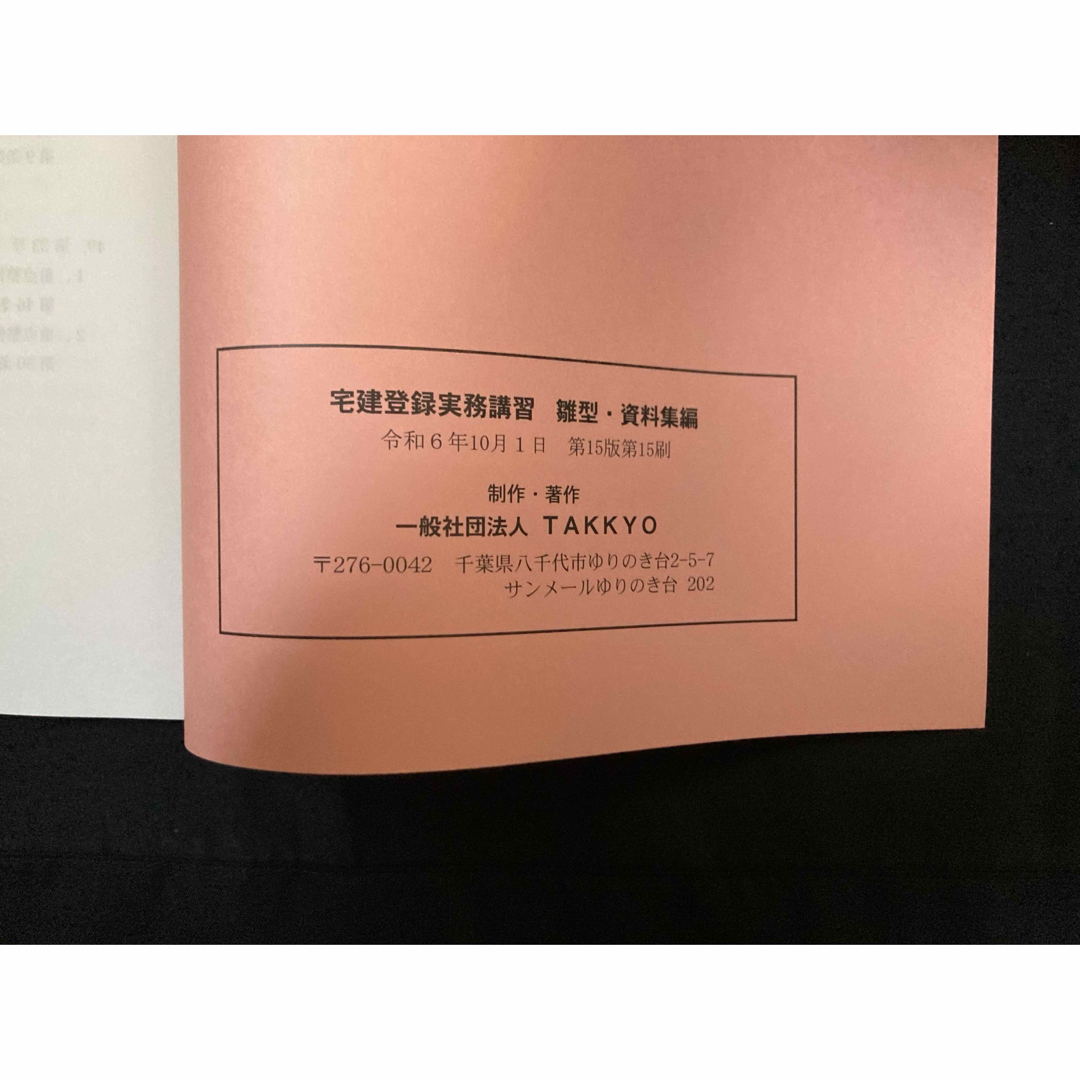 宅建登録実務講習 雛型・資料集編
令和６年10月１日 第15版第15刷
制作・著作
一般社団法人 TAKKYO
〒276-0042 千葉県八千代市ゆりのき台2-5-7
サンメールゆりのき台 202